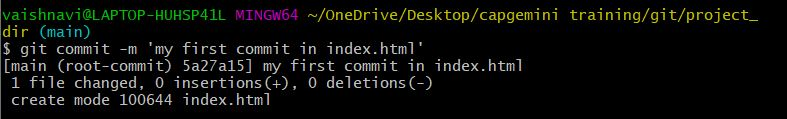 vaishnavi@LAPTOP-HUHSP41L MINGW64 ~/OneDrive/Desktop/capgemini training/git/project_
dir (main)
$ git commit -m 'my first commit in index.html'
[main (root-commit) 5a27a15] my first commit in index.html
 1 file changed, 0 insertions(+), 0 deletions(-)
 create mode 100644 index.html